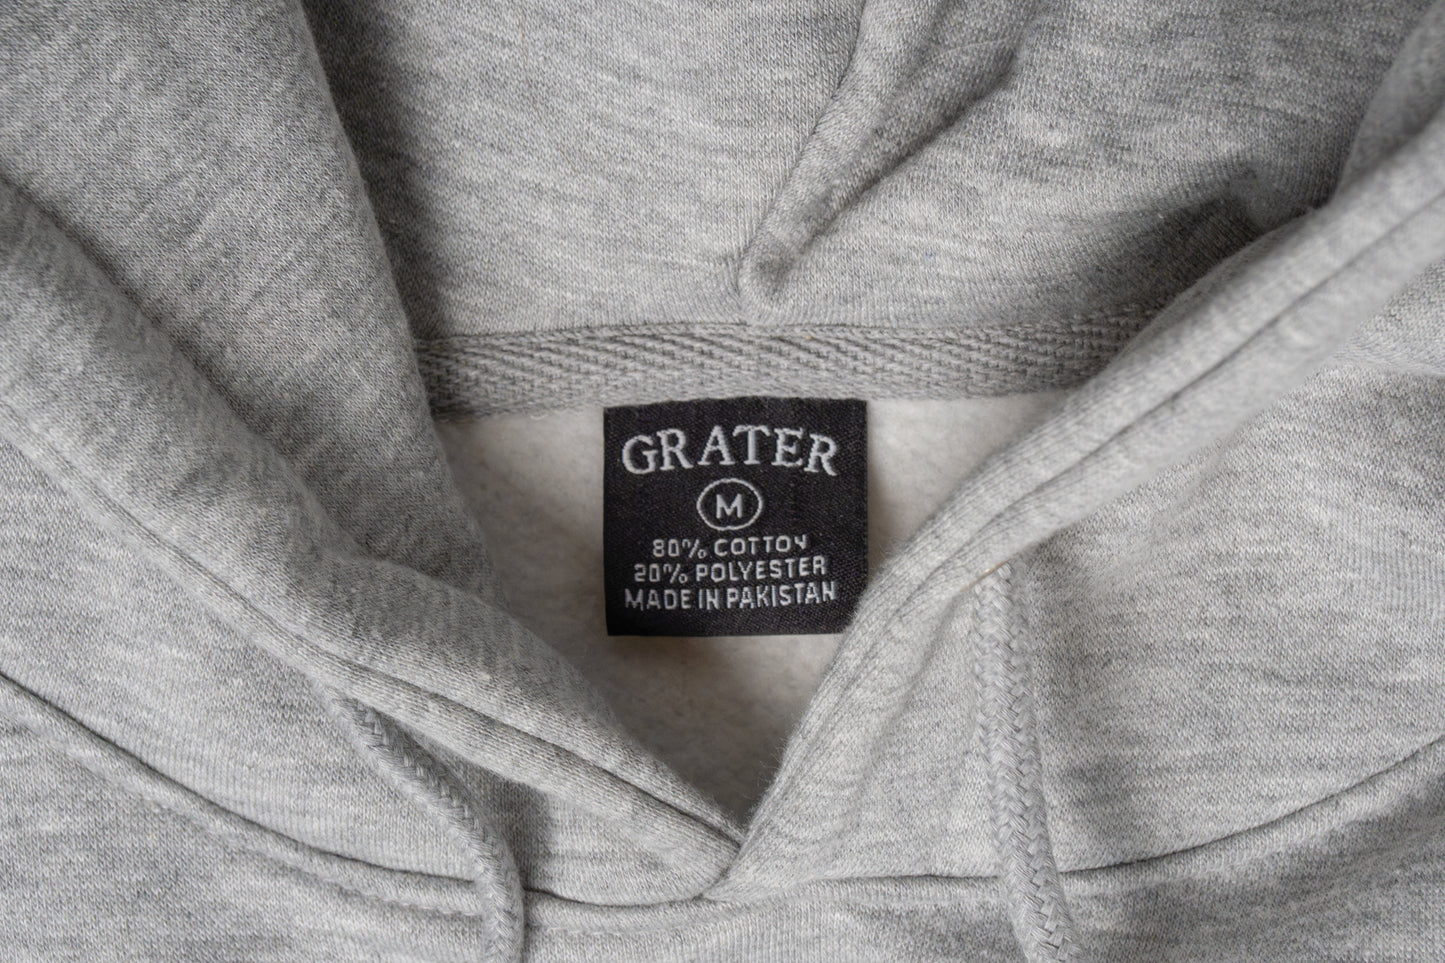 GRATER
M
80% COTTON
20% POLYESTER
MADE IN PAKISTAN